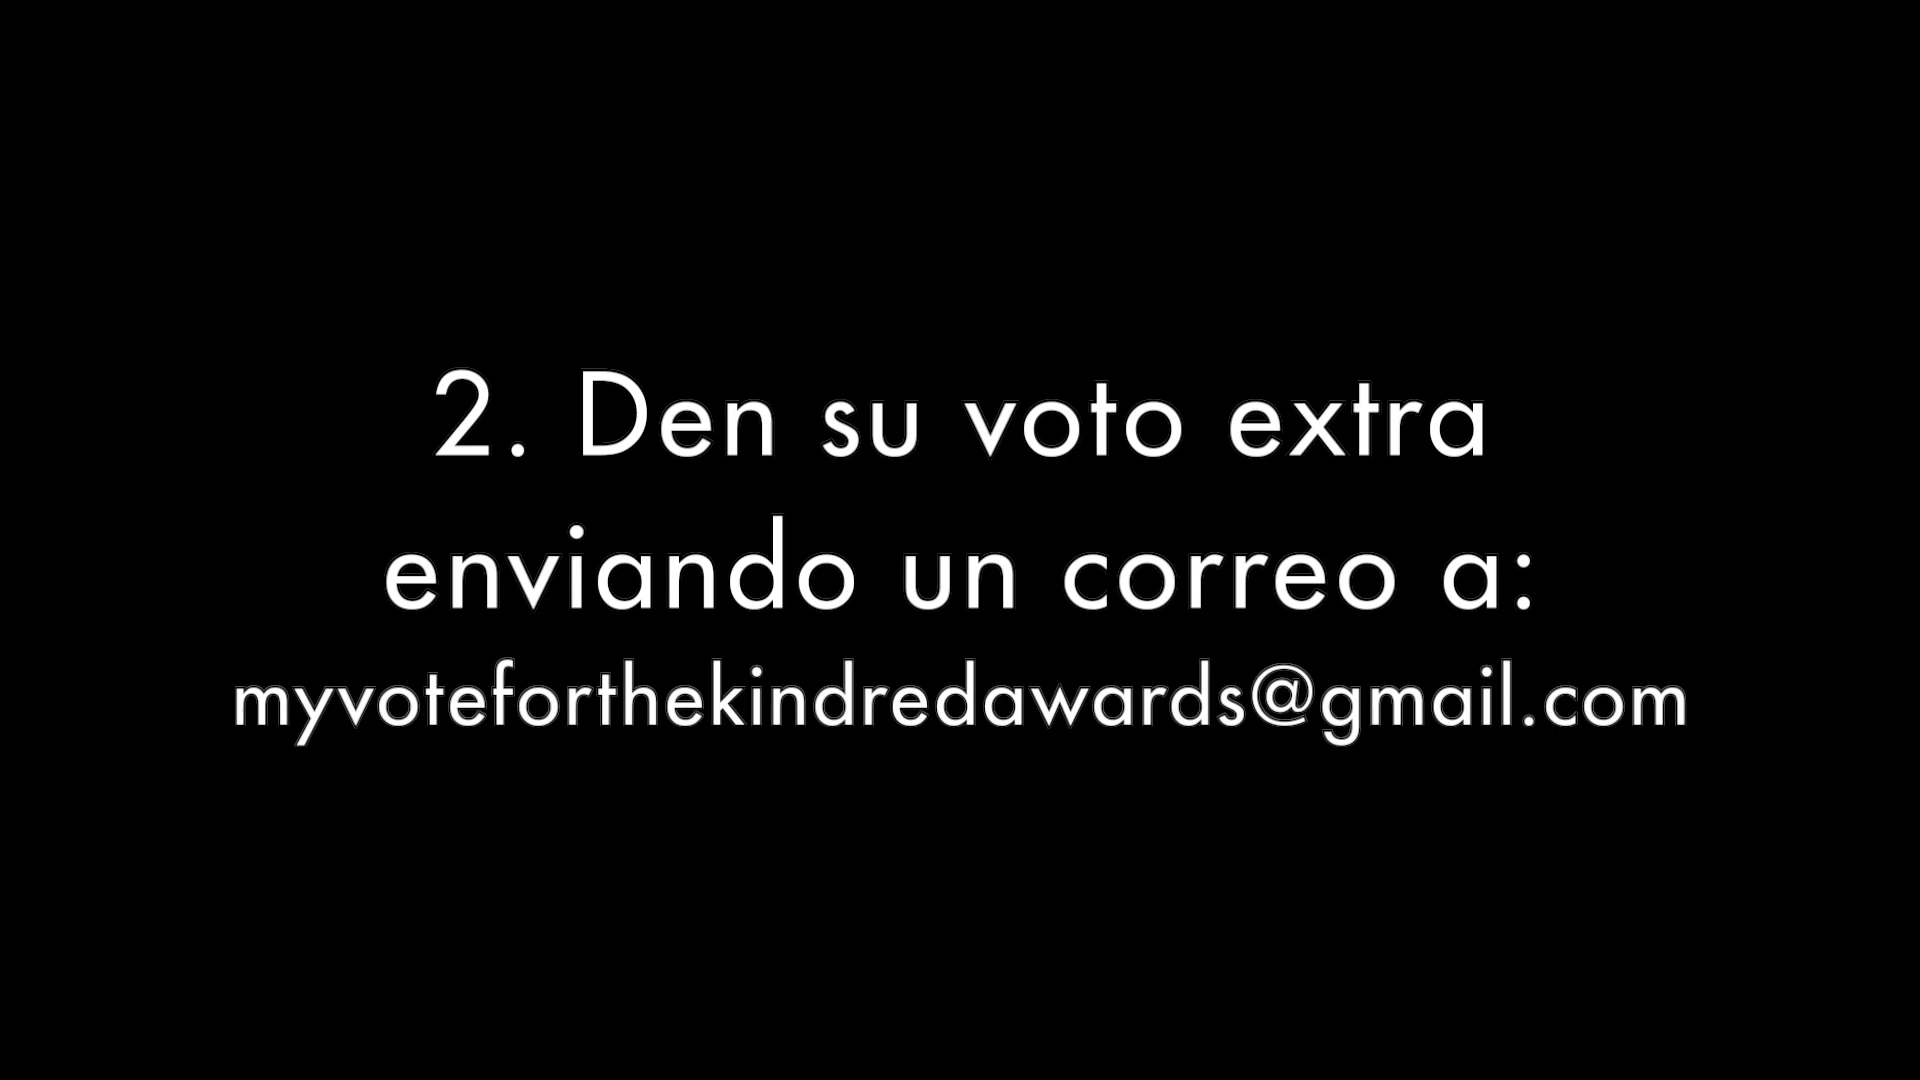 2. Den su voto extra
enviando un correo a:
myvoteforthekindredawards@gmail.com